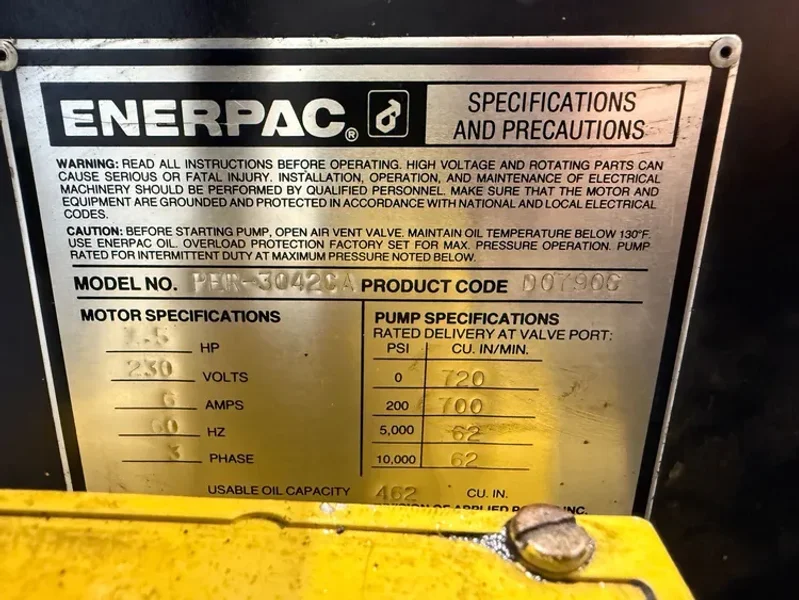 ENERPAC®
SPECIFICATIONS
AND PRECAUTIONS
WARNING: READ ALL INSTRUCTIONS BEFORE OPERATING. HIGH VOLTAGE AND ROTATING PARTS CAN
CAUSE SERIOUS OR FATAL INJURY. INSTALLATION, OPERATION, AND MAINTENANCE OF ELECTRICAL
MACHINERY SHOULD BE PERFORMED BY QUALIFIED PERSONNEL. MAKE SURE THAT THE MOTOR AND
EQUIPMENT ARE GROUNDED AND PROTECTED IN ACCORDANCE WITH NATIONAL AND LOCAL ELECTRICAL
CODES.
CAUTION: BEFORE STARTING PUMP, OPEN AIR VENT VALVE. MAINTAIN OIL TEMPERATURE BELOW 130°F.
USE ENERPAC OIL. OVERLOAD PROTECTION FACTORY SET FOR MAX. PRESSURE OPERATION. PUMP
RATED FOR INTERMITTENT DUTY AT MAXIMUM PRESSURE NOTED BELOW.
MODEL NO. PRODUCT CODE
MOTOR SPECIFICATIONS
HP
230 VOLTS
6 AMPS
60 HZ
3 PHASE
PUMP SPECIFICATIONS
RATED DELIVERY AT VALVE PORT:
PSI CU. IN/MIN.
0 720
200 700
5,000 62
10,000 62
USABLE OIL CAPACITY 462 CU. IN.